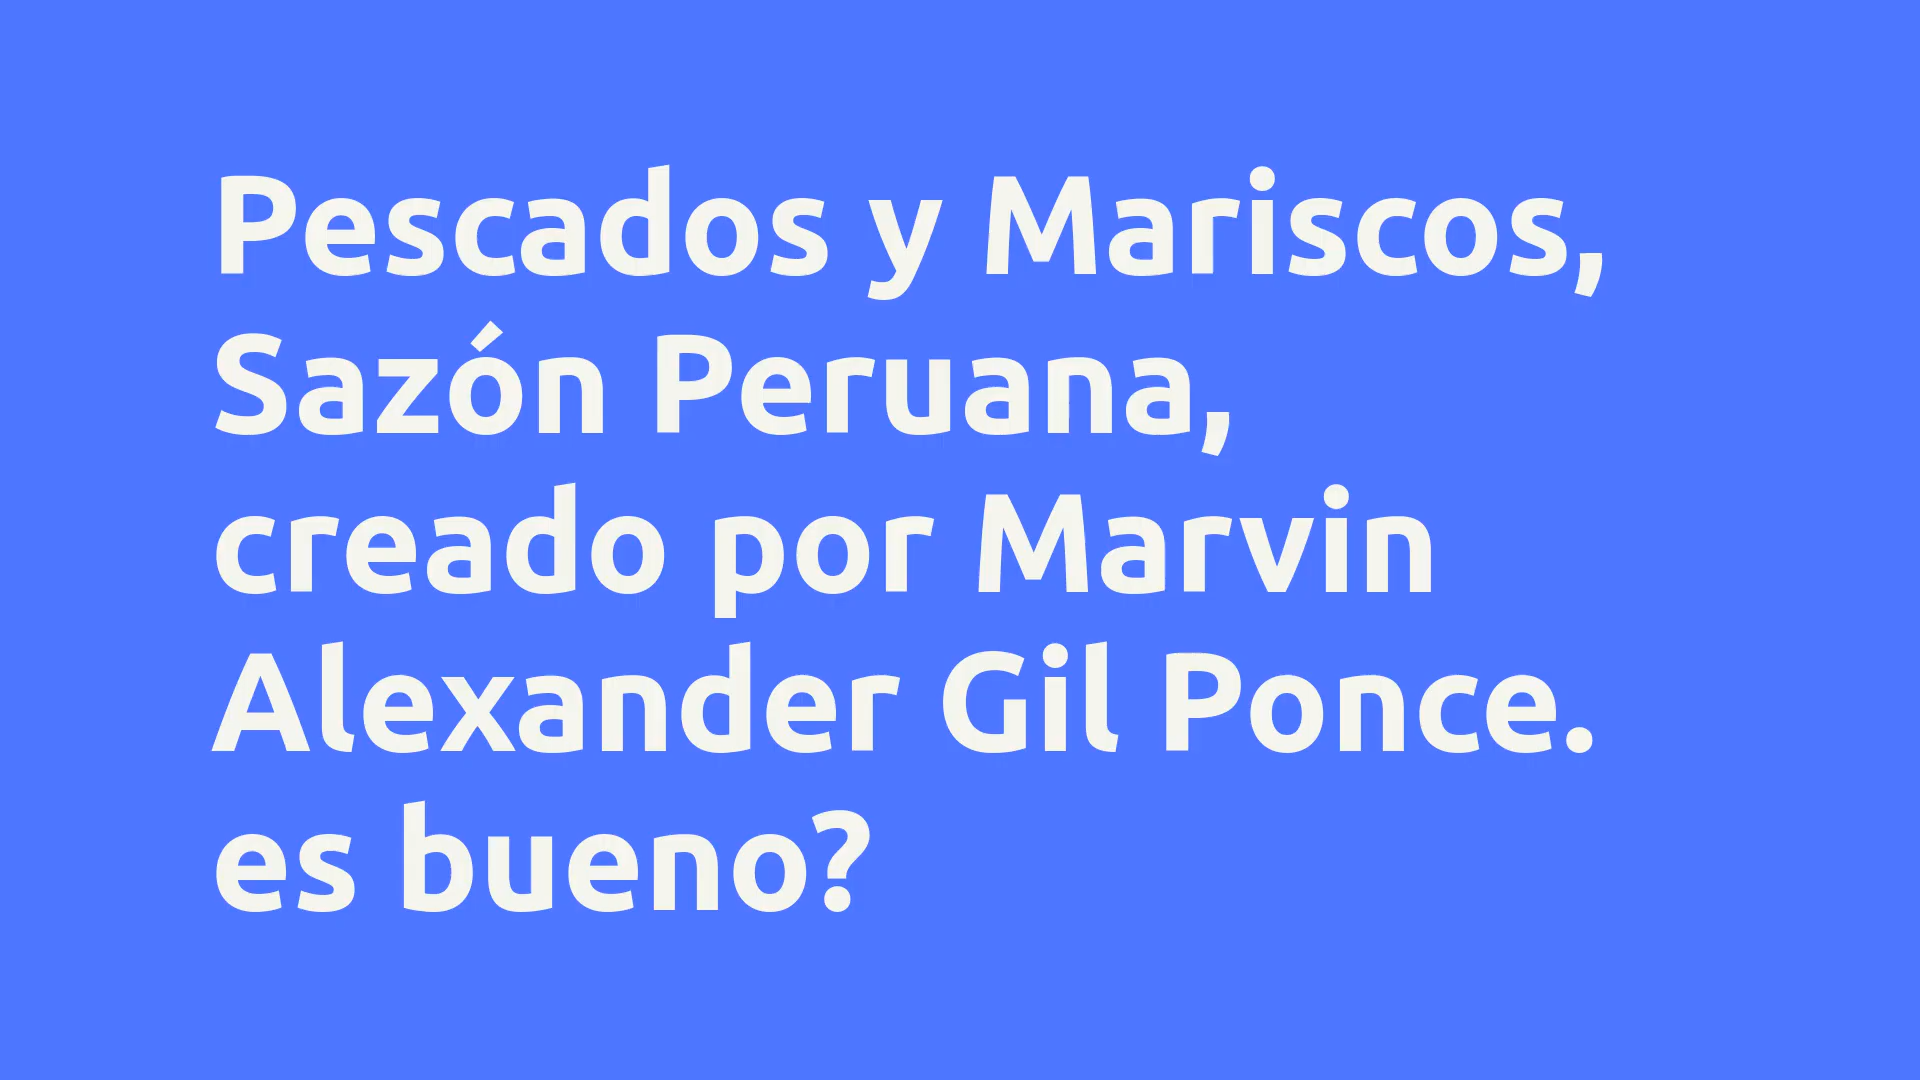 Pescados y Mariscos,
Sazón Peruana,
creado por Marvin
Alexander Gil Ponce.
es bueno?